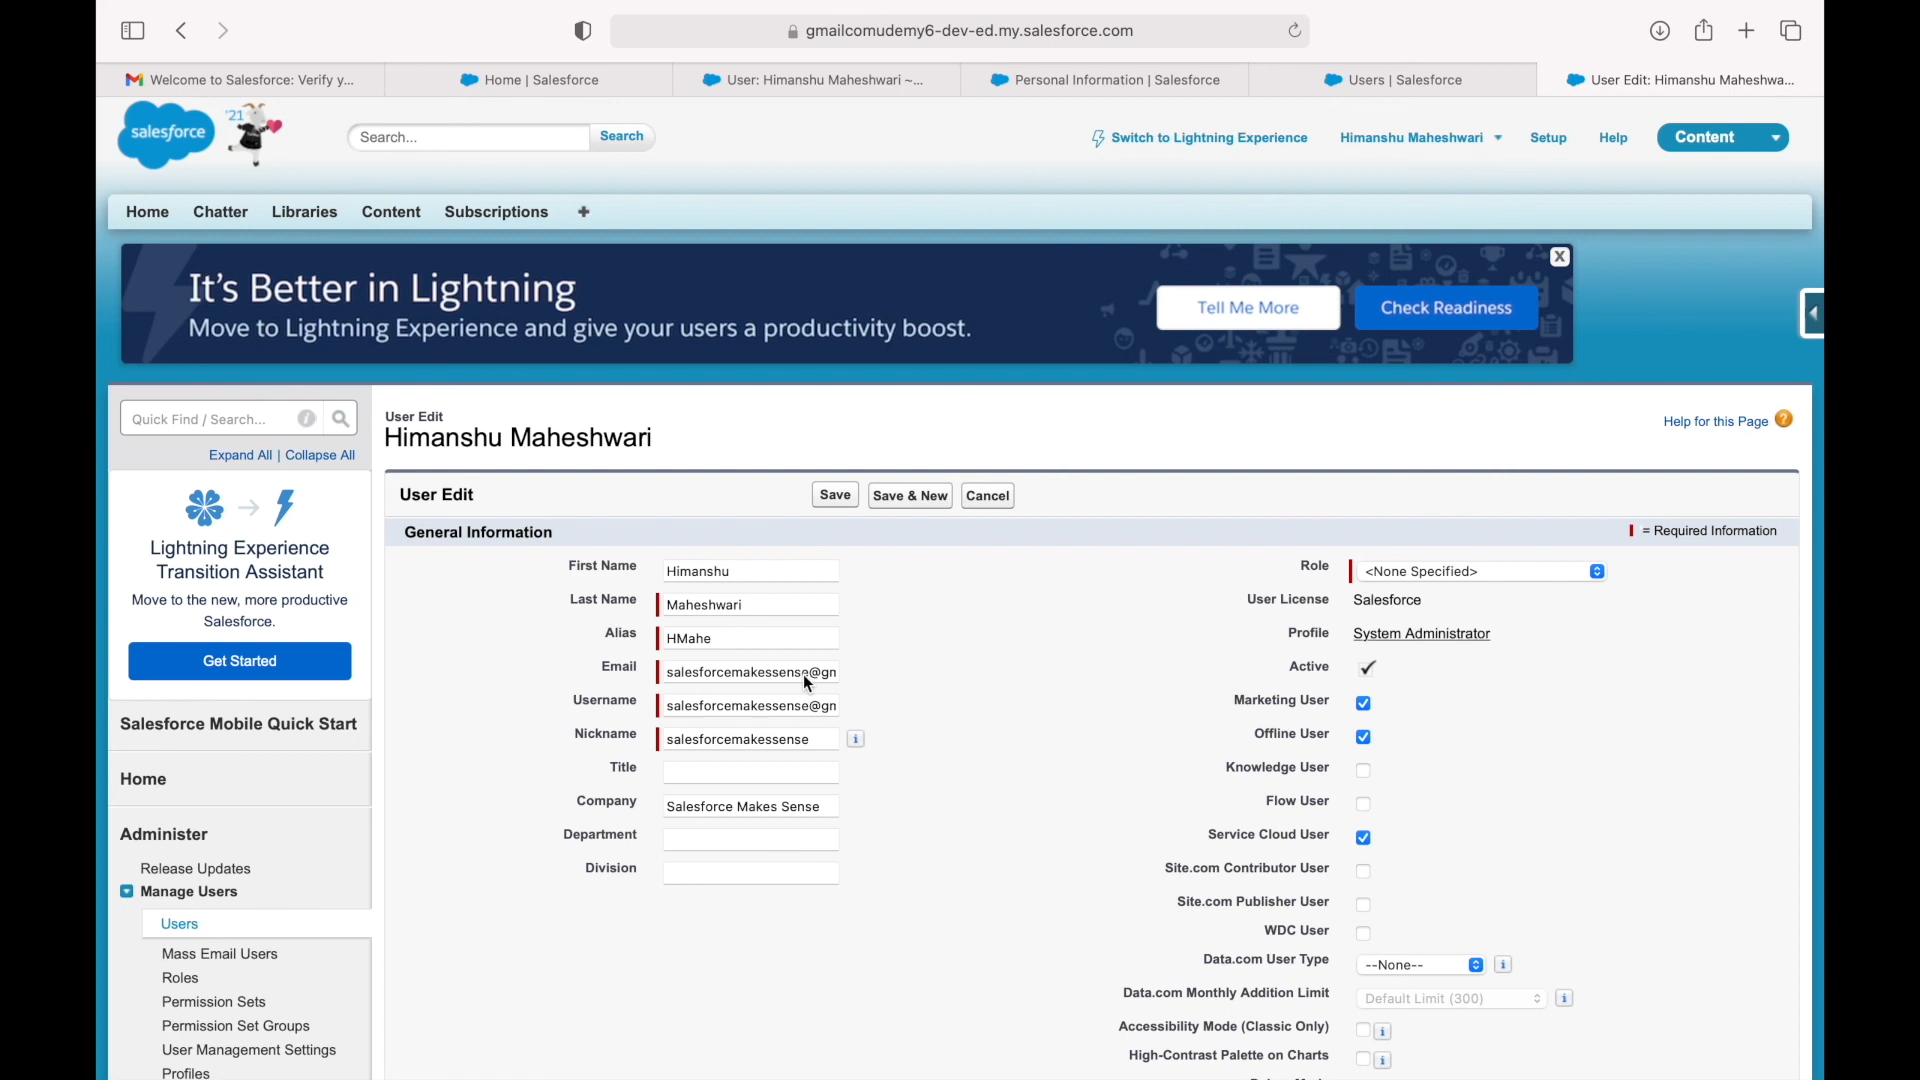 gmailcomudemy6-dev-ed.my.salesforce.com
Welcome to Salesforce: Verify y...
Home | Salesforce
User: Himanshu Maheshwari ~...
Personal Information | Salesforce
Users | Salesforce
User Edit: Himanshu Maheshwa...
salesforce
'21
Search...
Search
Switch to Lightning Experience
Himanshu Maheshwari
Setup
Help
Content
Home
Chatter
Libraries
Content
Subscriptions
+
It's Better in Lightning
Move to Lightning Experience and give your users a productivity boost.
Tell Me More
Check Readiness
X
Quick Find / Search...
Expand All | Collapse All
Lightning Experience
Transition Assistant
Move to the new, more productive
Salesforce.
Get Started
Salesforce Mobile Quick Start
Home
Administer
Release Updates
Manage Users
Users
Mass Email Users
Roles
Permission Sets
Permission Set Groups
User Management Settings
Profiles
User Edit
Himanshu Maheshwari
Help for this Page ?
User Edit
Save
Save & New
Cancel
General Information
= Required Information
First Name Himanshu
Last Name Maheshwari
Alias HMahe
Email salesforcemakessense@gm
Username salesforcemakessense@gm
Nickname salesforcemakessense
Title
Company Salesforce Makes Sense
Department
Division
Role <None Specified>
User License Salesforce
Profile System Administrator
Active
Marketing User
Offline User
Knowledge User
Flow User
Service Cloud User
Site.com Contributor User
Site.com Publisher User
WDC User
Data.com User Type --None--
Data.com Monthly Addition Limit Default Limit (300)
Accessibility Mode (Classic Only)
High-Contrast Palette on Charts